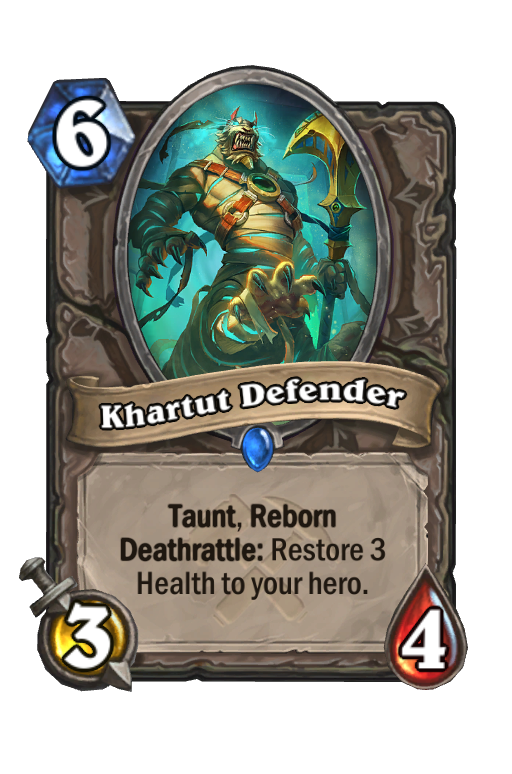 6
Khartut Defender
Taunt, Reborn
Deathrattle: Restore 3
Health to your hero.
3
4